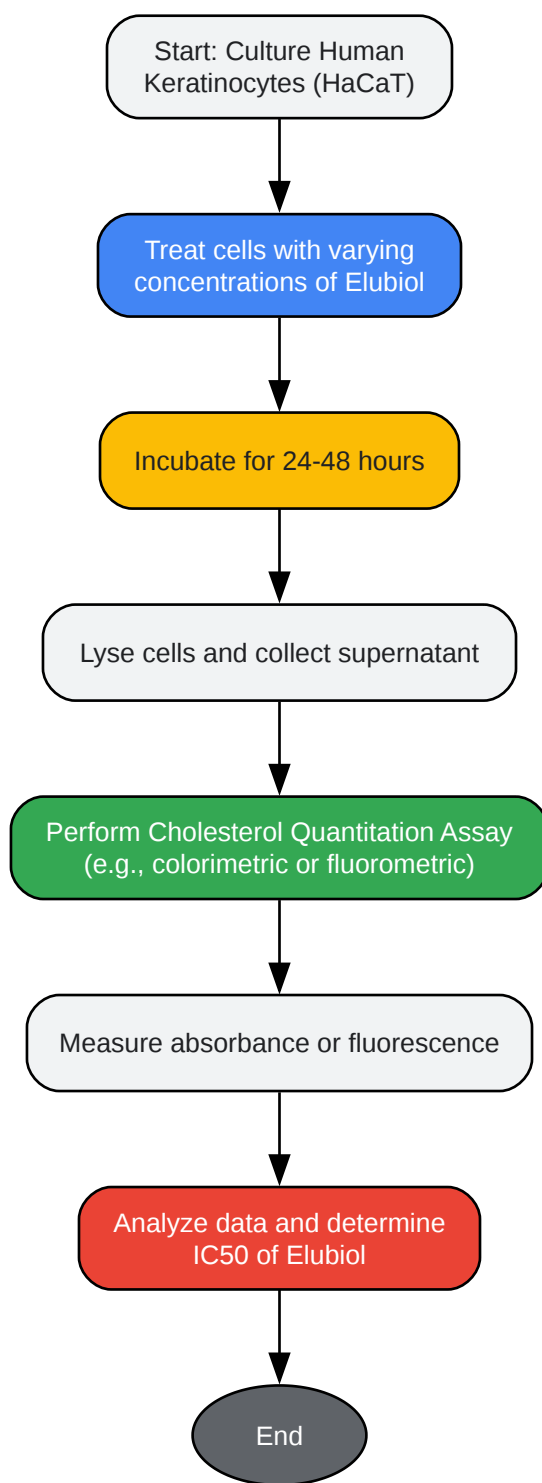 Start: Culture Human
Keratinocytes (HaCaT)
Treat cells with varying
concentrations of Elubiol
Incubate for 24-48 hours
Lyse cells and collect supernatant
Perform Cholesterol Quantitation Assay
(e.g., colorimetric or fluorometric)
Measure absorbance or fluorescence
Analyze data and determine
IC50 of Elubiol
End